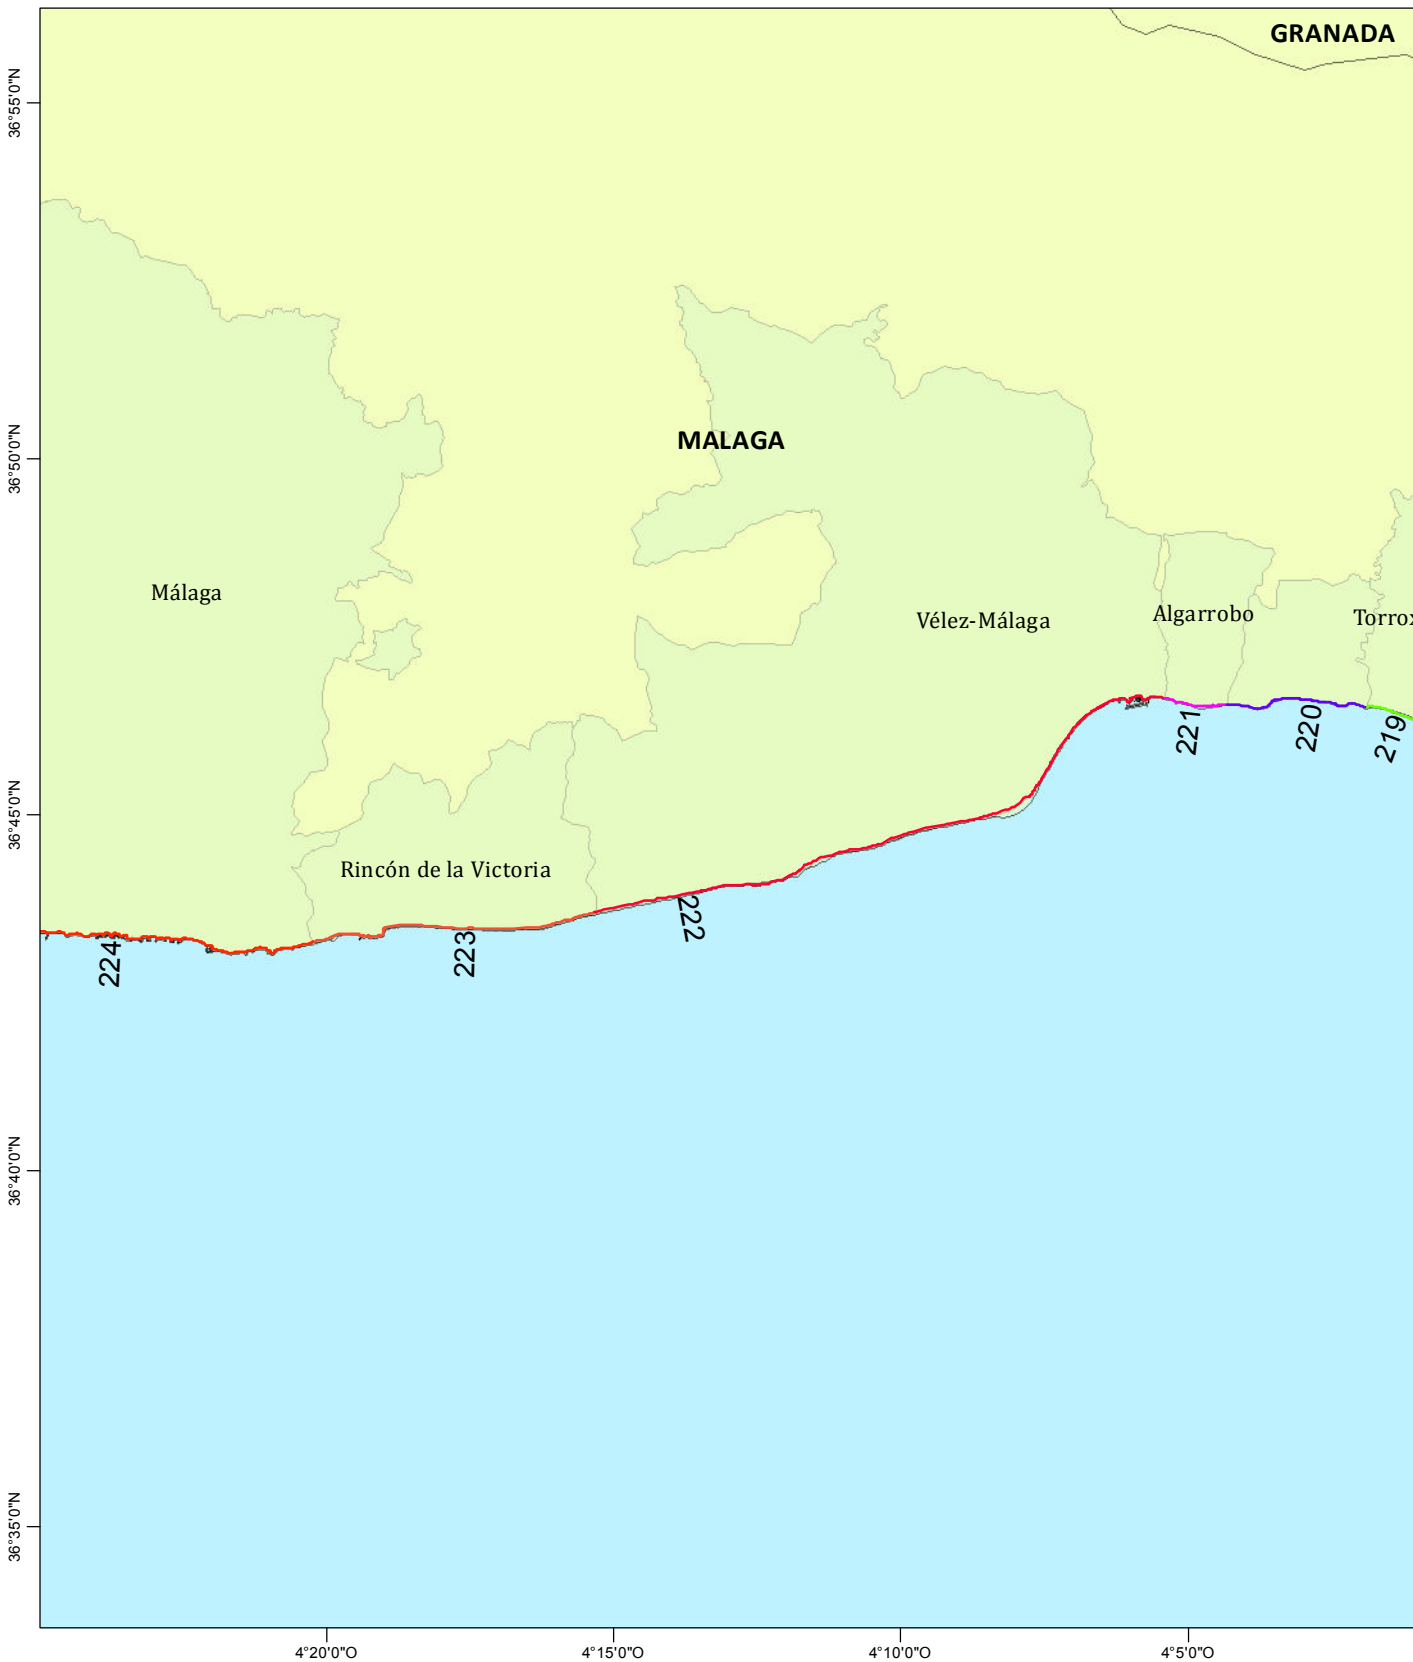 GRANADA
36°55'0"N
36°50'0"N
MALAGA
Málaga
Vélez-Málaga
Algarrobo
Torrox
221
220
219
36°45'0"N
Rincón de la Victoria
222
223
224
36°40'0"N
36°35'0"N
4°20'0"O
4°15'0"O
4°10'0"O
4°5'0"O